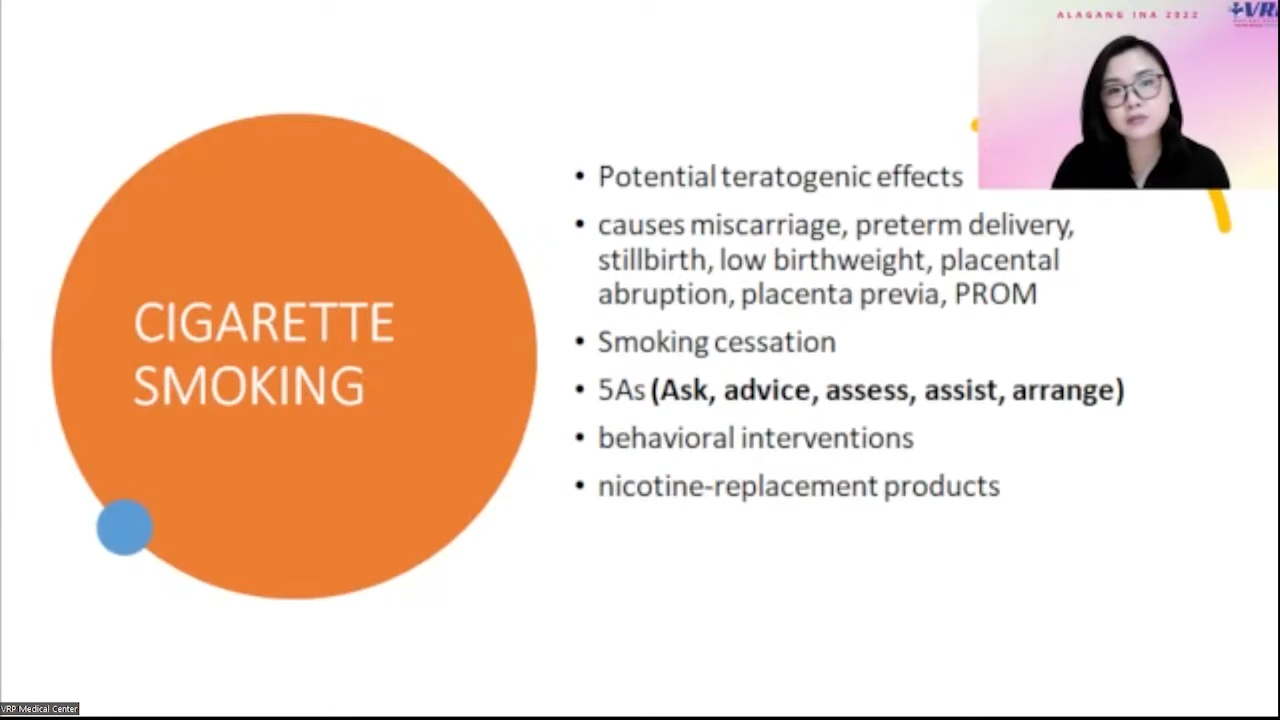 ALAGANG INA 2022
VR
CIGARETTE
SMOKING
• Potential teratogenic effects
• causes miscarriage, preterm delivery,
stillbirth, low birthweight, placental
abruption, placenta previa, PROM
• Smoking cessation
• 5As (Ask, advice, assess, assist, arrange)
• behavioral interventions
• nicotine-replacement products
VRP Medical Center